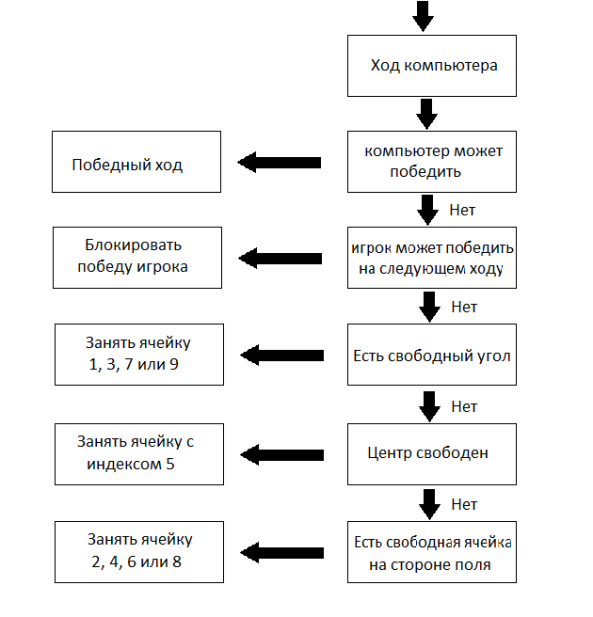 Ход компьютера
компьютер может
победить
Победный ход
Нет
игрок может победить
на следующем ходу
Блокировать
победу игрока
Нет
Есть свободный угол
Занять ячейку
1, 3, 7 или 9
Нет
Центр свободен
Занять ячейку с
индексом 5
Нет
Есть свободная ячейка
на стороне поля
Занять ячейку
2, 4, 6 или 8